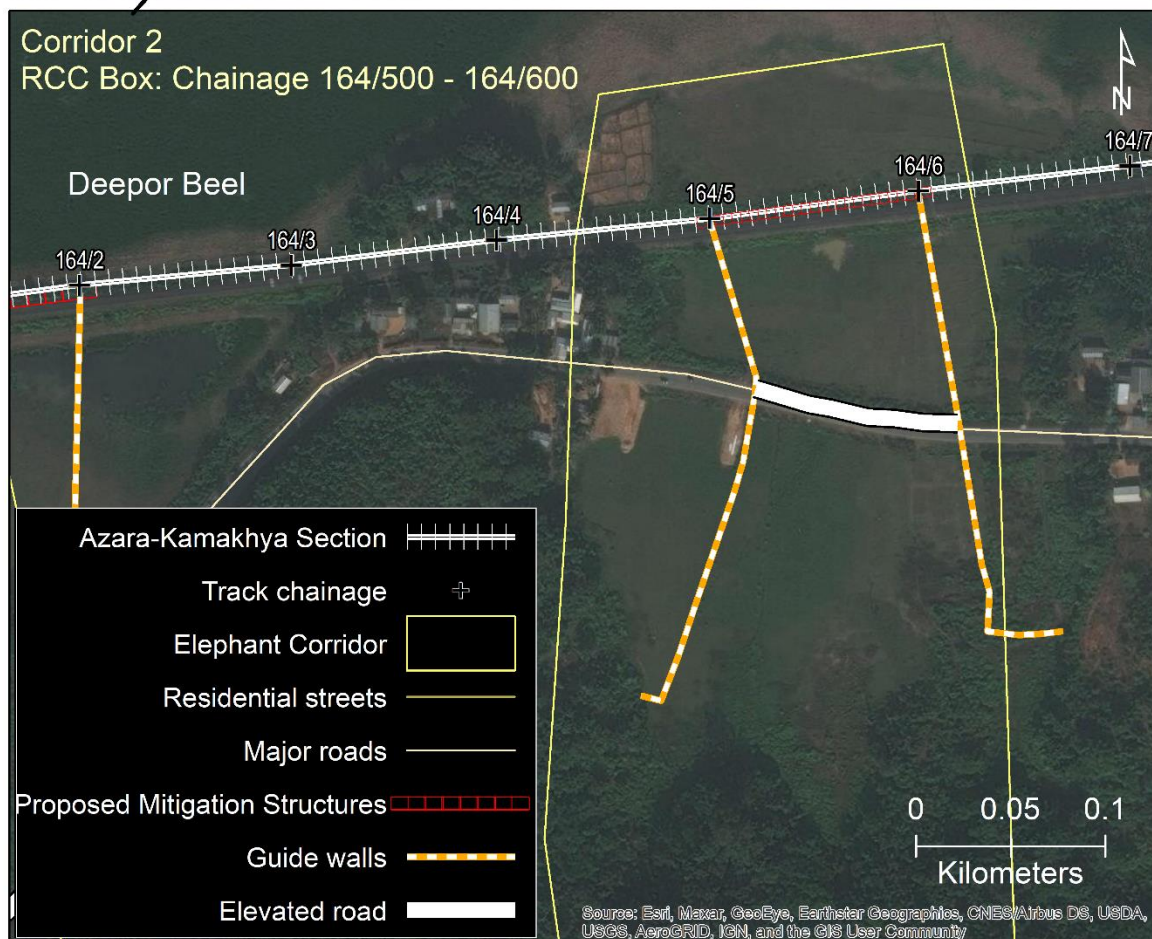 Corridor 2
RCC Box: Chainage 164/500 - 164/600
N
Deepor Beel
164/2
164/3
164/4
164/5
164/6
164/7
Azara-Kamakhya Section
Track chainage
Elephant Corridor
Residential streets
Major roads
Proposed Mitigation Structures
Guide walls
Elevated road
0 0.05 0.1
Kilometers
Source: Esri, Maxar, GeoEye, Earthstar Geographics, CNES/Airbus DS, USDA,
USGS, AeroGRID, IGN, and the GIS User Community